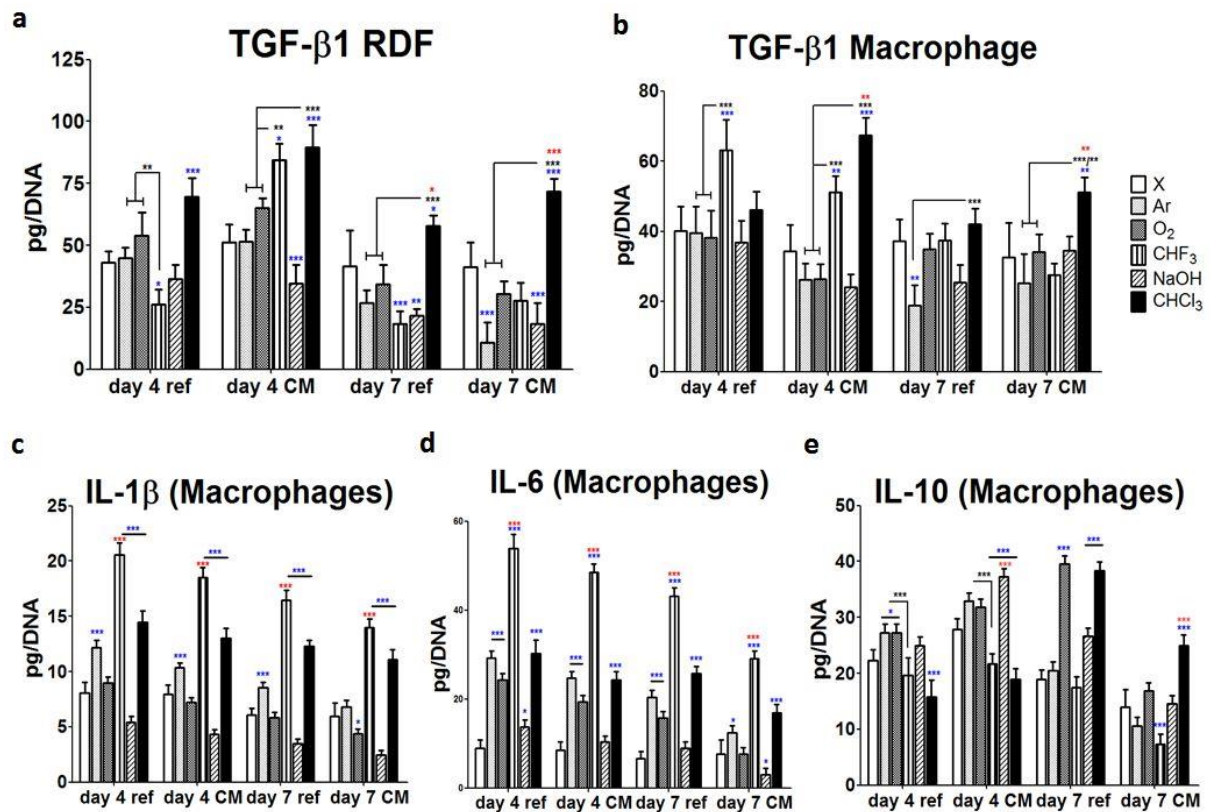 a
TGF-β1 RDF
125
100
75
50
25
0
pg/DNA
**
*
***
**
*
***
***
***
***
**
*
***
*
***
***
***
***
***
day 4 ref
day 4 CM
day 7 ref
day 7 CM
b
TGF-β1 Macrophage
80
60
40
20
0
pg/DNA
***
***
***
**
**
***
***
**
***
**
***/**
**
day 4 ref
day 4 CM
day 7 ref
day 7 CM
X
Ar
O2
CHF3
NaOH
CHCl3
c
IL-1β (Macrophages)
25
20
15
10
5
0
pg/DNA
***
***
***
***
***
***
***
***
***
*
***
***
day 4 ref
day 4 CM
day 7 ref
day 7 CM
d
IL-6 (Macrophages)
60
40
20
0
pg/DNA
***
***
***
*
***
***
***
***
***
***
***
***
***
*
***
***
*
***
day 4 ref
day 4 CM
day 7 ref
day 7 CM
e
IL-10 (Macrophages)
50
40
30
20
10
0
pg/DNA
***
*
***
***
***
***
***
***
***
***
***
day 4 ref
day 4 CM
day 7 ref
day 7 CM